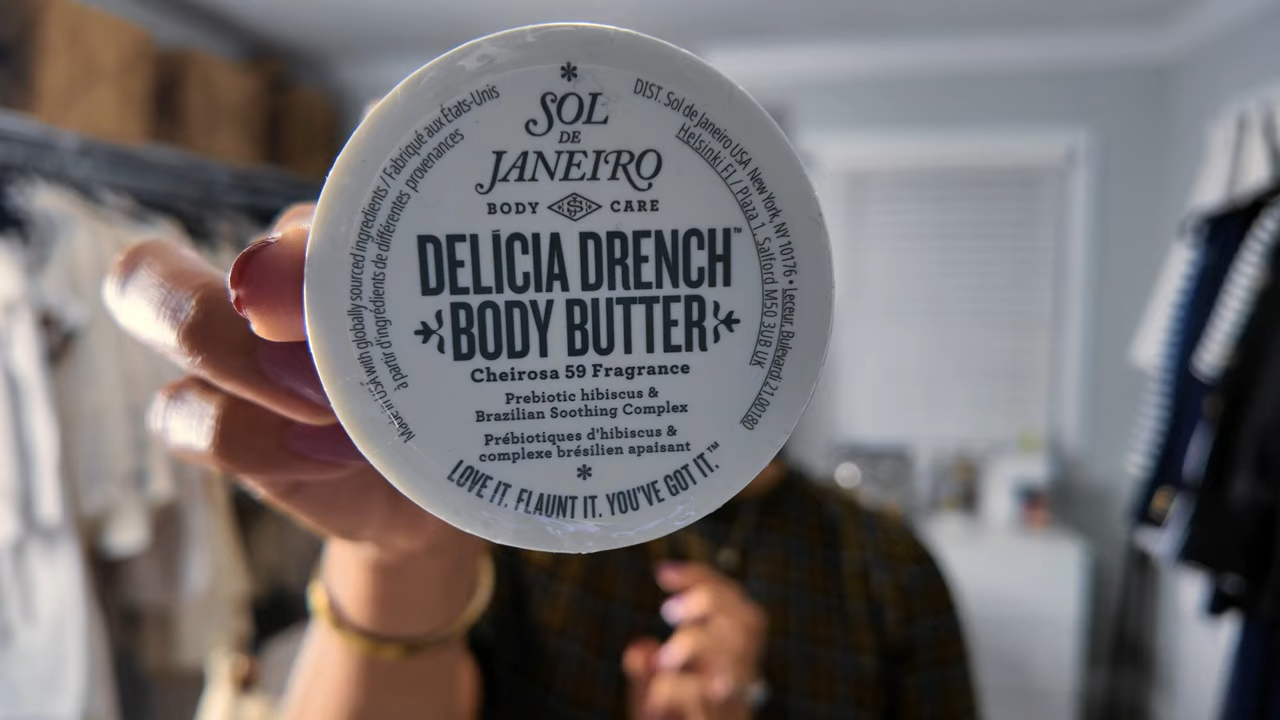 SOL
DE
JANEIRO
BODY CARE
DELÍCIA DRENCH™
BODY BUTTER
Cheirosa 59 Fragrance
Prebiotic hibiscus &
Brazilian Soothing Complex
Prébiotiques d'hibiscus &
complexe brésilien apaisant
LOVE IT. FLAUNT IT. YOU'VE GOT IT.™
Made in USA with globally sourced ingredients / Fabriqué aux États-Unis
à partir d'ingrédients de différentes provenances
DIST. Sol de Janeiro USA New York, NY 10176 • Leceur, Bulevardi 21, 00180
Helsinki FI / Plaza 1, Salford M50 3UB UK